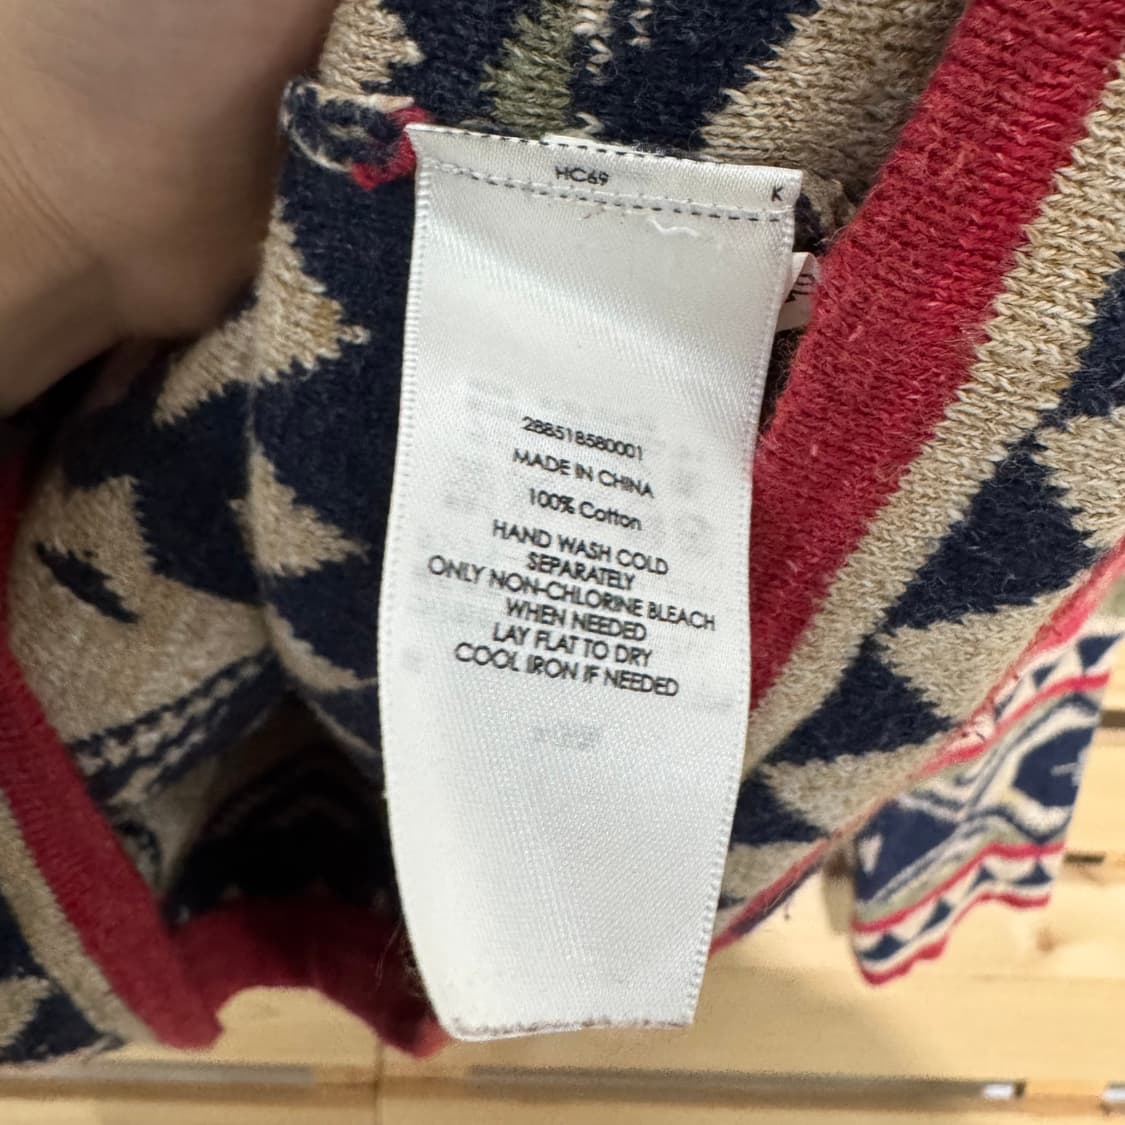 HC69
K
288518580001
MADE IN CHINA
100% Cotton
HAND WASH COLD
SEPARATELY
ONLY NON-CHLORINE BLEACH
WHEN NEEDED
LAY FLAT TO DRY
COOL IRON IF NEEDED